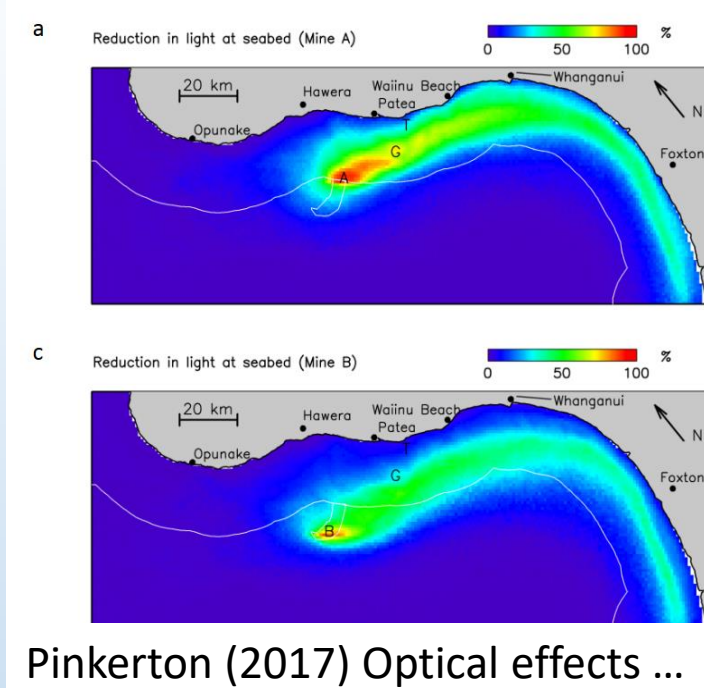 a
Reduction in light at seabed (Mine A)
%
0 50 100
20 km
Hawera
Waiinu Beach
Whanganui
Patea
N
Opunake
T
G
Foxton
A
c
Reduction in light at seabed (Mine B)
%
0 50 100
20 km
Hawera
Waiinu Beach
Whanganui
Patea
N
Opunake
T
G
Foxton
B
Pinkerton (2017) Optical effects ...